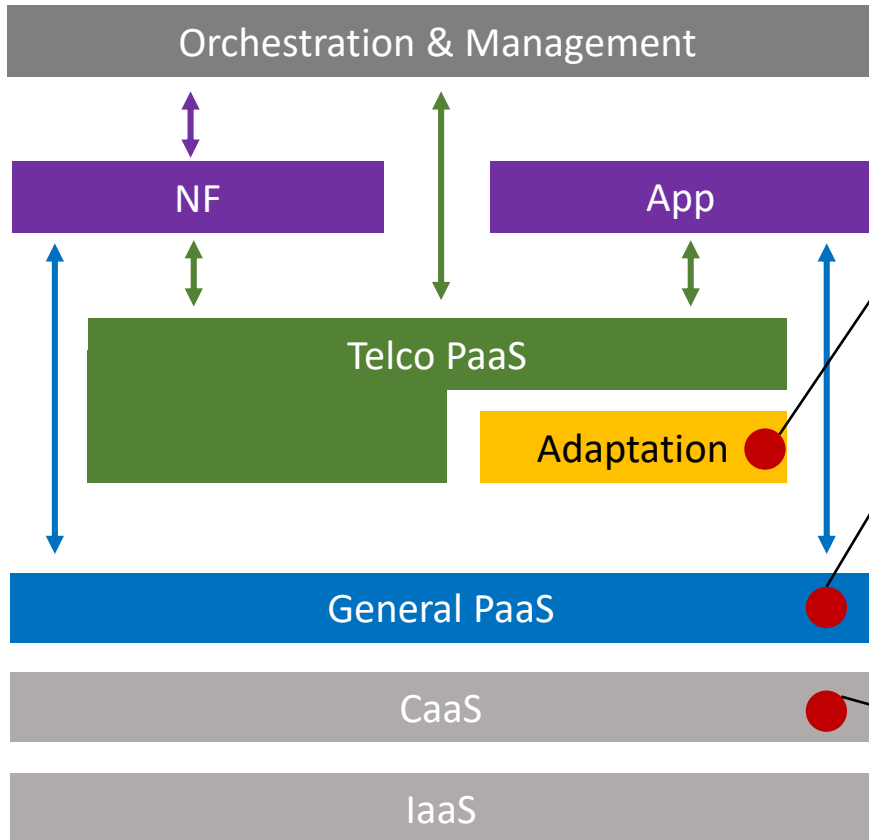 Orchestration & Management
NF
App
Telco PaaS
Adaptation
General PaaS
CaaS
IaaS